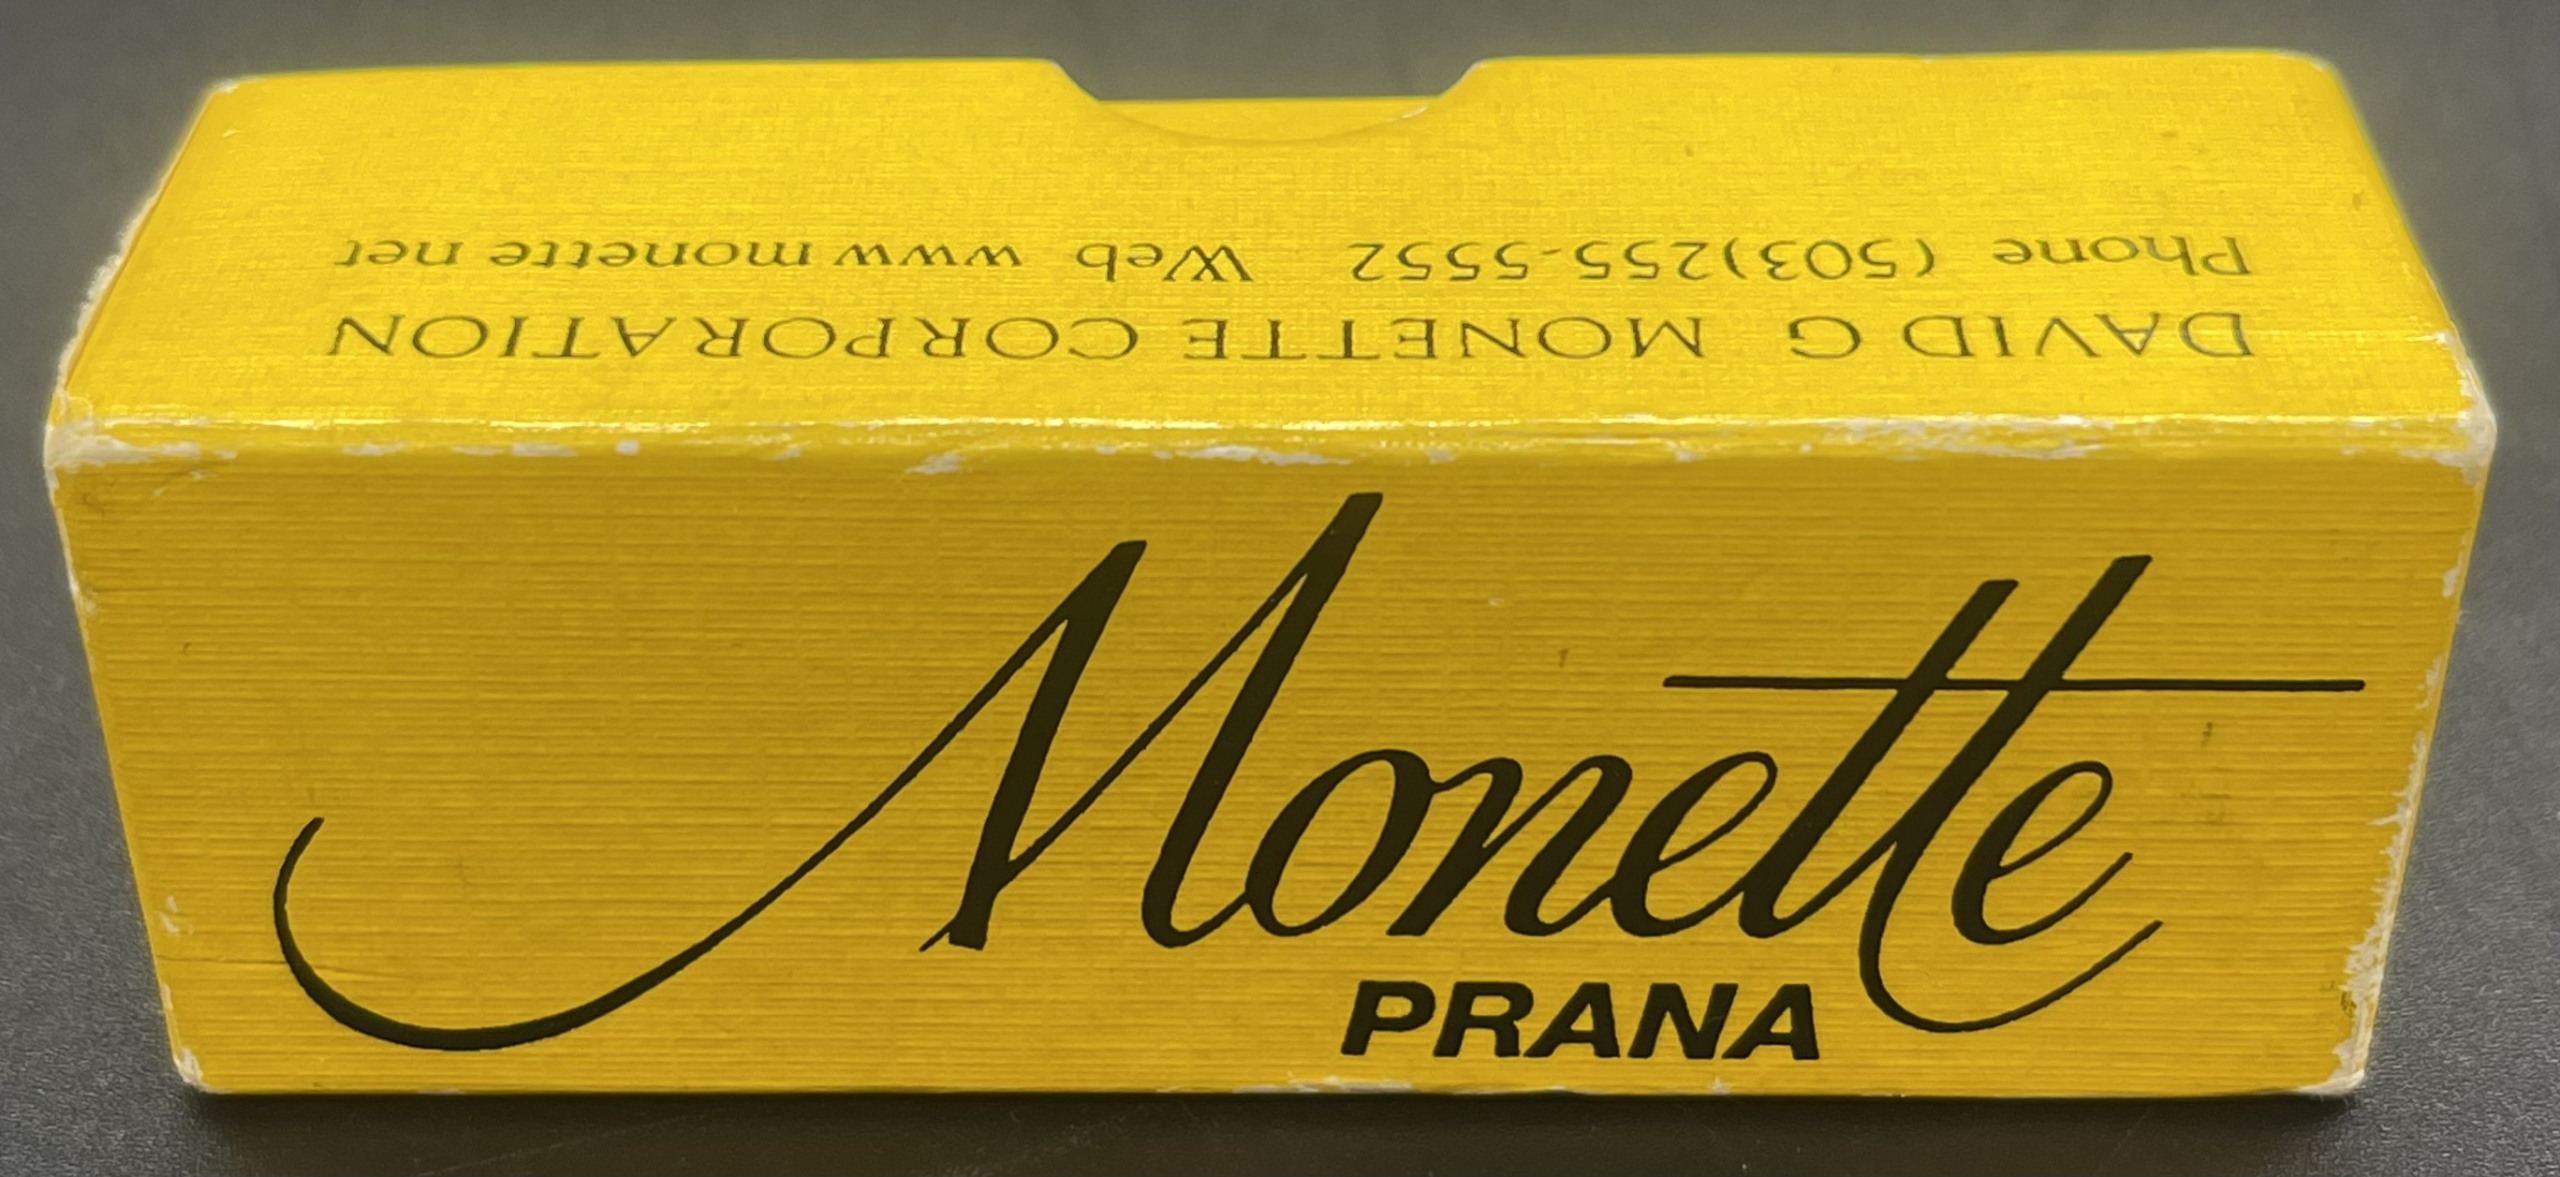 DAVID G MONETTE CORPORATION
Phone (503)255-5552 Web www monette net
Monette
PRANA